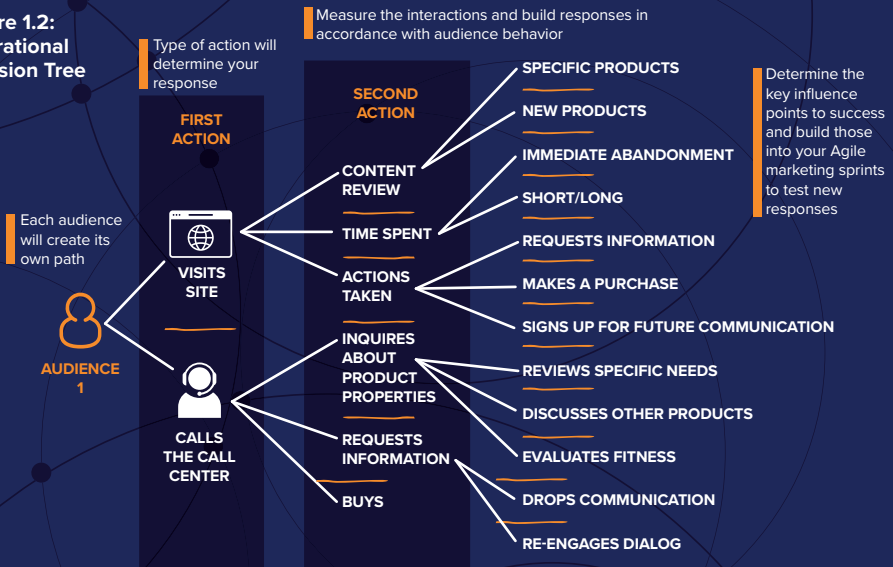 re 1.2:
rational
sion Tree
Type of action will
determine your
response
Measure the interactions and build responses in
accordance with audience behavior
Determine the
key influence
points to success
and build those
into your Agile
marketing sprints
to test new
responses
Each audience
will create its
own path
AUDIENCE
1
FIRST
ACTION
VISITS
SITE
CALLS
THE CALL
CENTER
SECOND
ACTION
CONTENT
REVIEW
TIME SPENT
ACTIONS
TAKEN
INQUIRES
ABOUT
PRODUCT
PROPERTIES
REQUESTS
INFORMATION
BUYS
SPECIFIC PRODUCTS
NEW PRODUCTS
IMMEDIATE ABANDONMENT
SHORT/LONG
REQUESTS INFORMATION
MAKES A PURCHASE
SIGNS UP FOR FUTURE COMMUNICATION
REVIEWS SPECIFIC NEEDS
DISCUSSES OTHER PRODUCTS
EVALUATES FITNESS
DROPS COMMUNICATION
RE-ENGAGES DIALOG